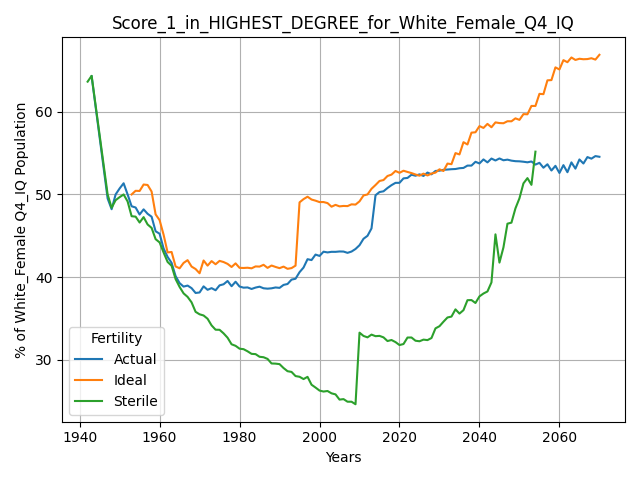 Score_1_in_HIGHEST_DEGREE_for_White_Female_Q4_IQ
% of White_Female Q4_IQ Population
60
50
40
30
Fertility
Actual
Ideal
Sterile
1940 1960 1980 2000 2020 2040 2060
Years